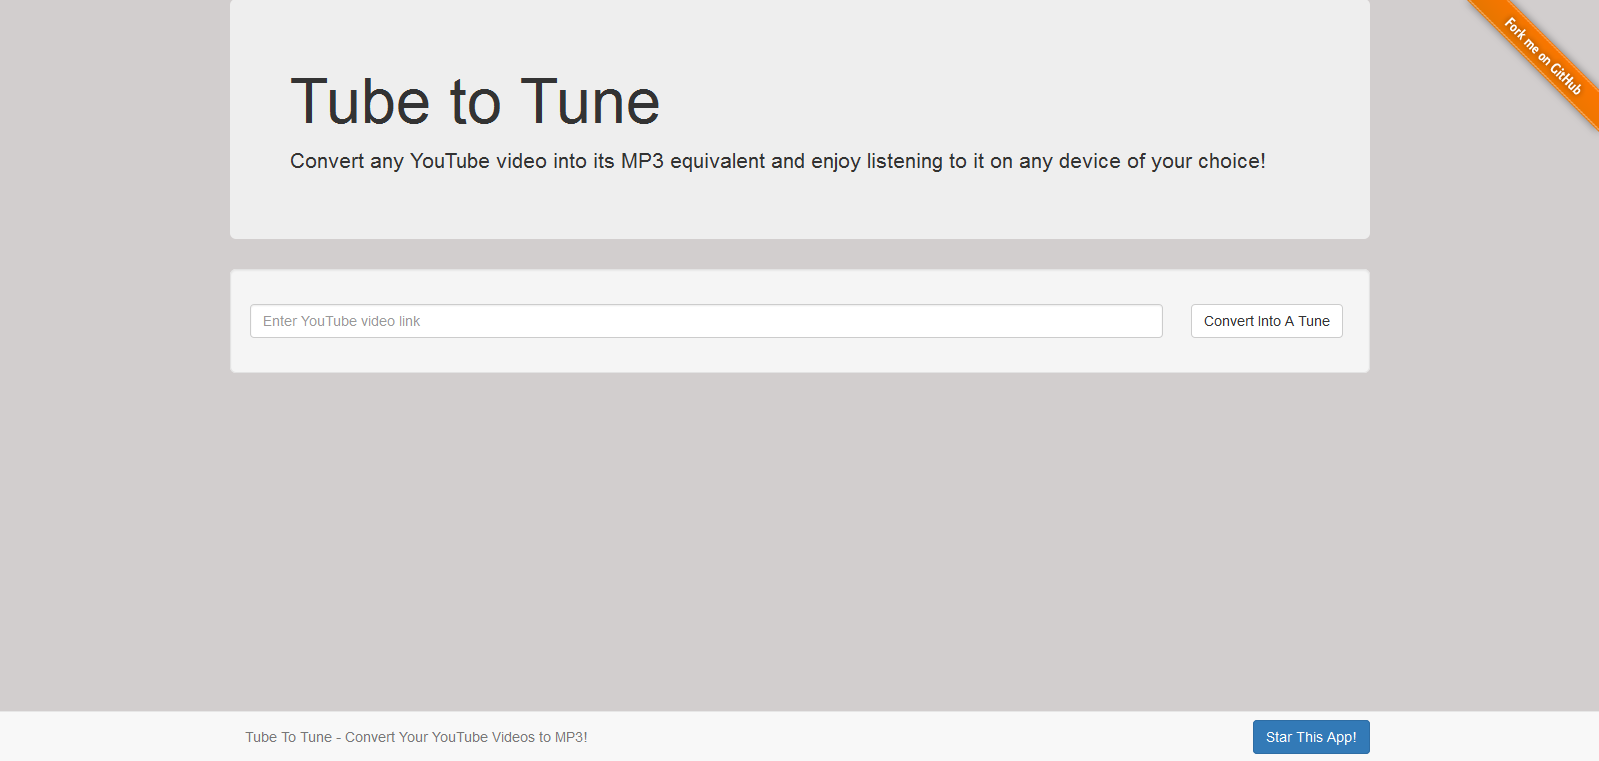 Fork me on GitHub
Tube to Tune
Convert any YouTube video into its MP3 equivalent and enjoy listening to it on any device of your choice!
Enter YouTube video link
Convert Into A Tune
Tube To Tune - Convert Your YouTube Videos to MP3!
Star This App!